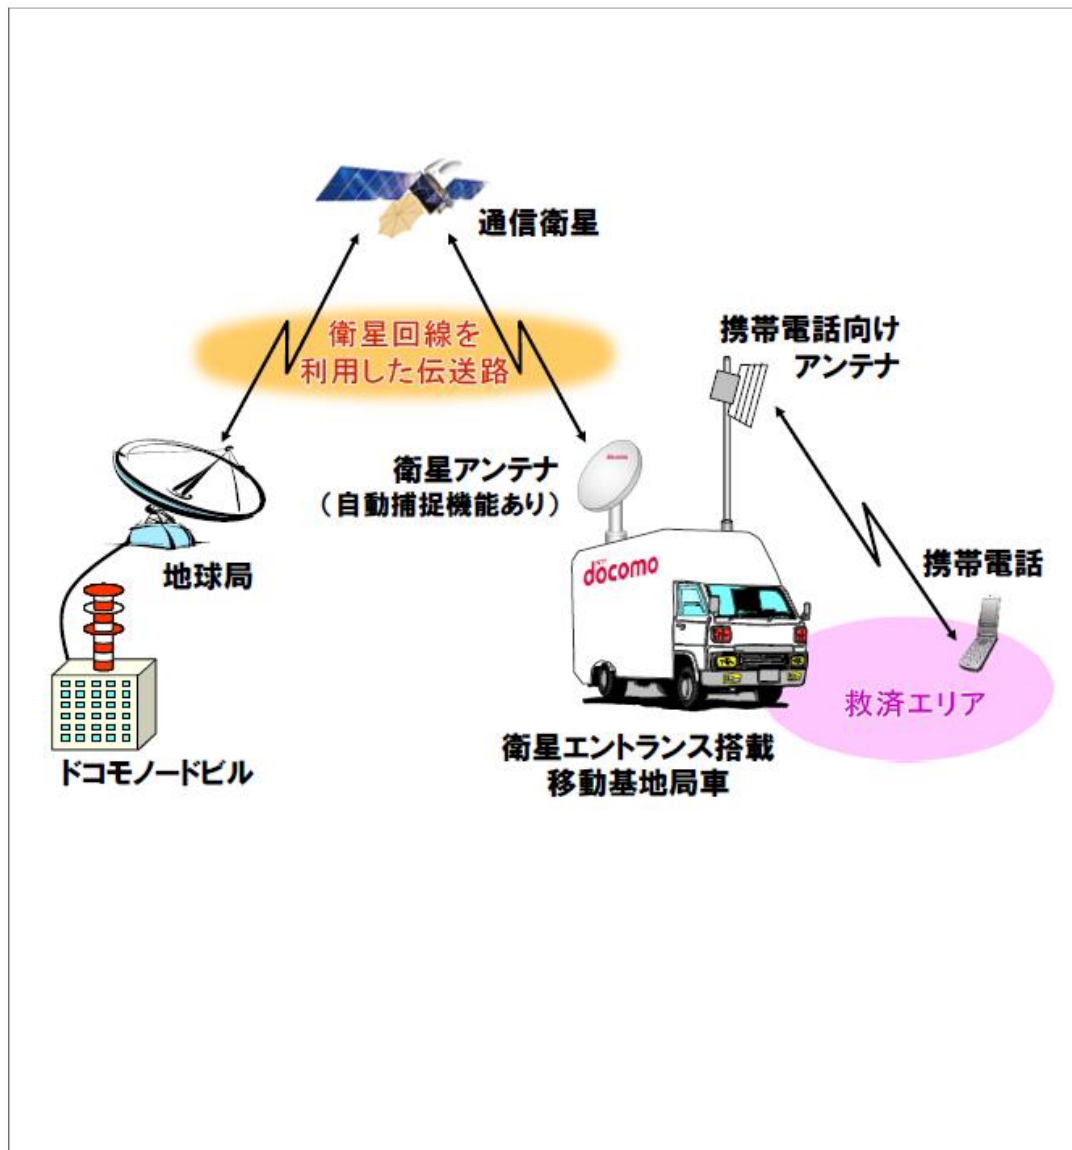 通信衛星
衛星回線を
利用した伝送路
携帯電話向け
アンテナ
衛星アンテナ
（自動捕捉機能あり）
docomo
地球局
döcomo
携帯電話
救済エリア
ドコモノードビル
衛星エントランス搭載
移動基地局車